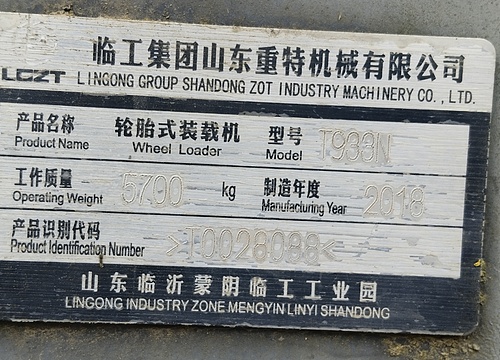 临工集团山东重特机械有限公司
LGZT LINGONG GROUP SHANDONG ZOT INDUSTRY MACHINERY CO., LTD.
产品名称 轮胎式装载机 型号 T933N
Product Name Wheel Loader Model
工作质量 5700 kg 制造年度 2018
Operating Weight Manufacturing Year
产品识别代码
Product Identification Number >T0028088<
山东临沂蒙阴临工工业园
LINGONG INDUSTRY ZONE MENGYIN LINYI SHANDONG